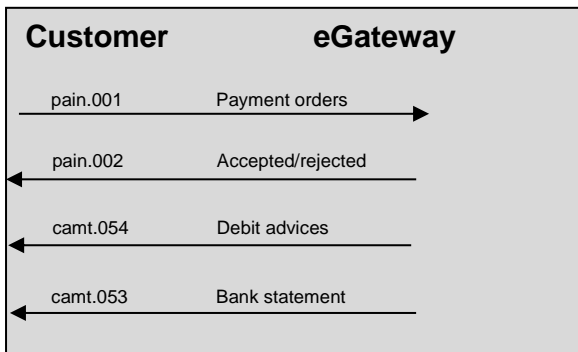 Customer eGateway
pain.001 Payment orders
pain.002 Accepted/rejected
camt.054 Debit advices
camt.053 Bank statement